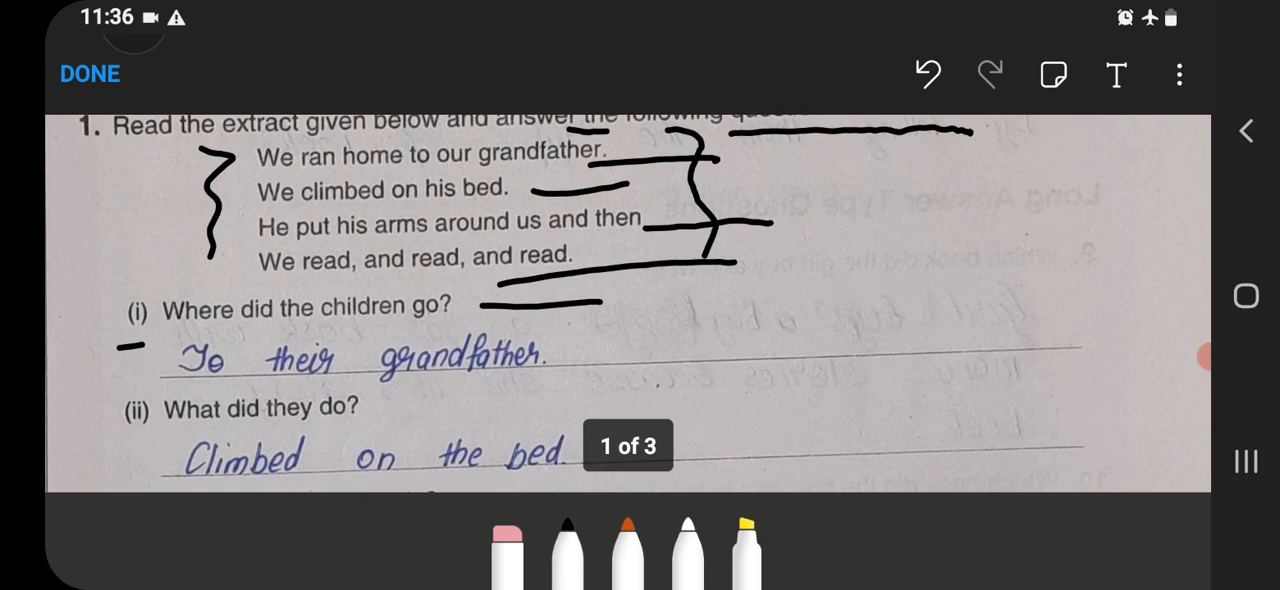 11:36
DONE
1. Read the extract given below and answer the following
We ran home to our grandfather.
We climbed on his bed.
He put his arms around us and then
We read, and read, and read.
(i) Where did the children go?
To their grandfather.
(ii) What did they do?
Climbed on the bed.
1 of 3